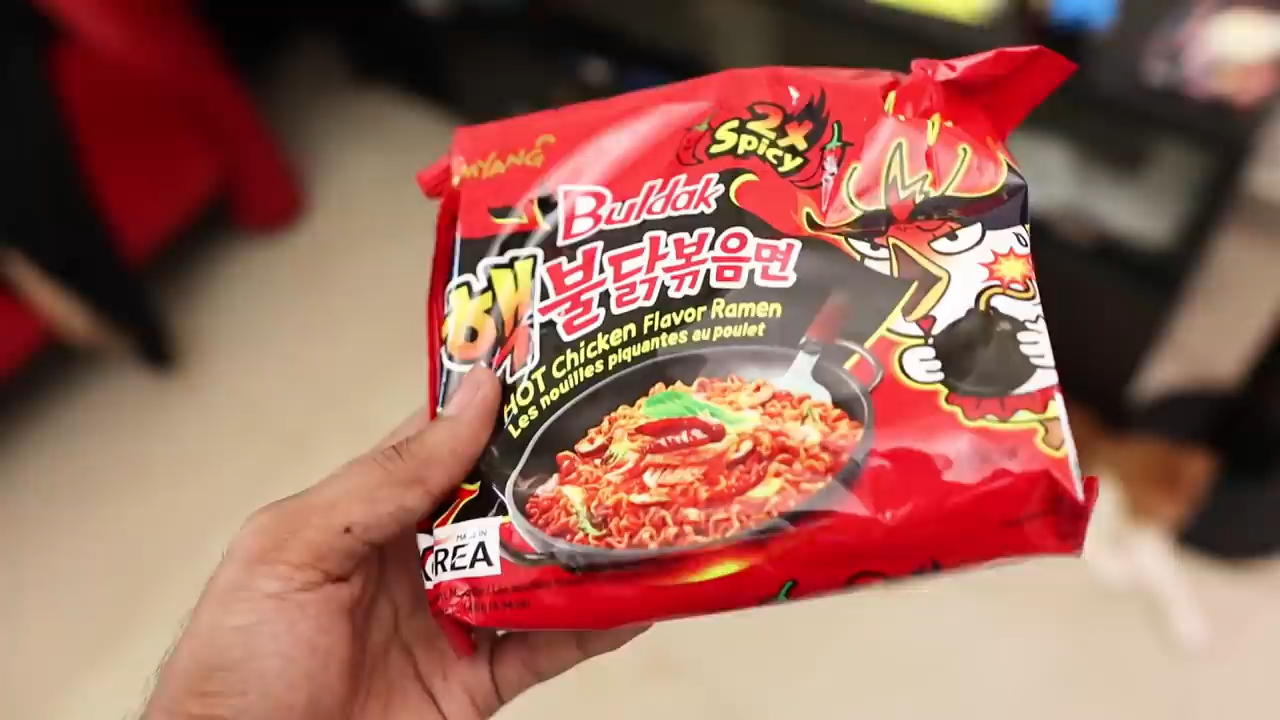 2x
Spicy
Buldak
핵불닭볶음면
HOT Chicken Flavor Ramen
Les nouilles piquantes au poulet